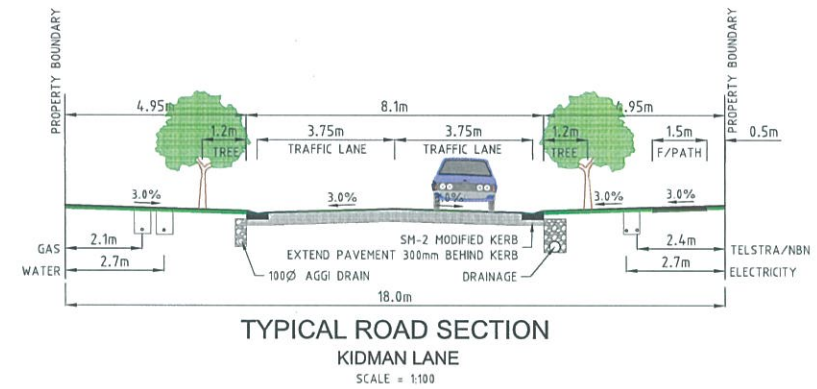 PROPERTY BOUNDARY
PROPERTY BOUNDARY
4.95m
8.1m
4.95m
1.2m
TREE
3.75m
TRAFFIC LANE
3.75m
TRAFFIC LANE
1.2m
TREE
1.5m
F/PATH
0.5m
3.0%
3.0%
3.0%
3.0%
3.0%
GAS
2.1m
WATER
2.7m
SM-2 MODIFIED KERB
EXTEND PAVEMENT 300mm BEHIND KERB
100Ø AGGI DRAIN
DRAINAGE
2.4m
TELSTRA/NBN
2.7m
ELECTRICITY
18.0m
TYPICAL ROAD SECTION
KIDMAN LANE
SCALE = 1:100